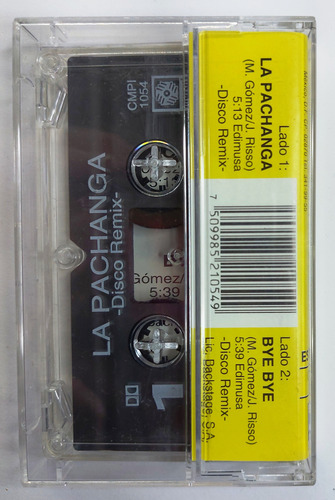 CMPI
1054
LA PACHANGA
-Disco Remix-
Gómez/
5:39
1
Lado 1:
LA PACHANGA
(M. Gómez/J. Risso)
5:13 Edimusa
-Disco Remix-
7 509985 210549
Lado 2:
BYE BYE
(M. Gómez/J. Risso)
5:39 Edimusa
-Disco Remix-
Lic. Backstage, S.A.